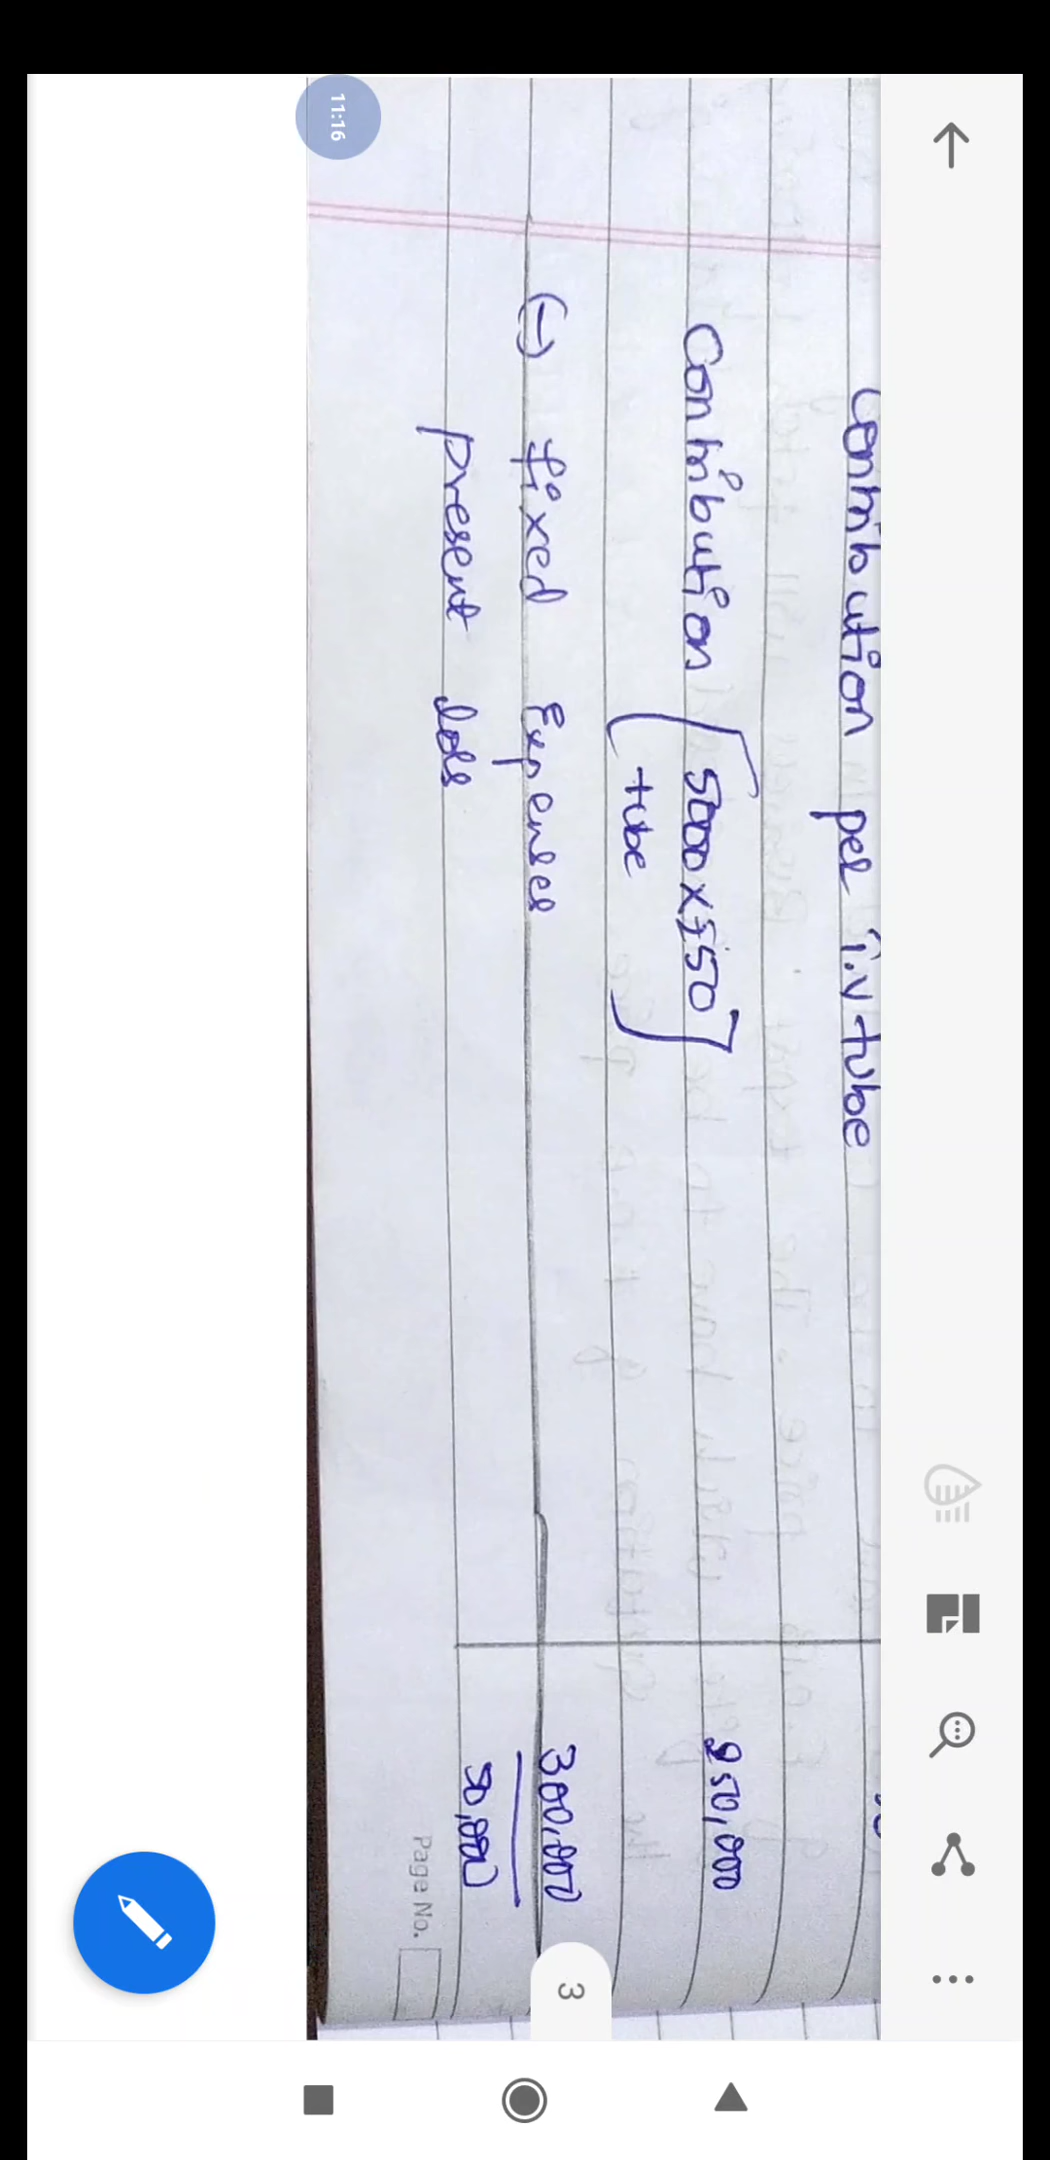 11:16
Contribution per T.V tube
Contribution [5000 x ₹50] 250,000
tube
(-) fixed Expenses 300,000
present loss 50,000
Page No.
3